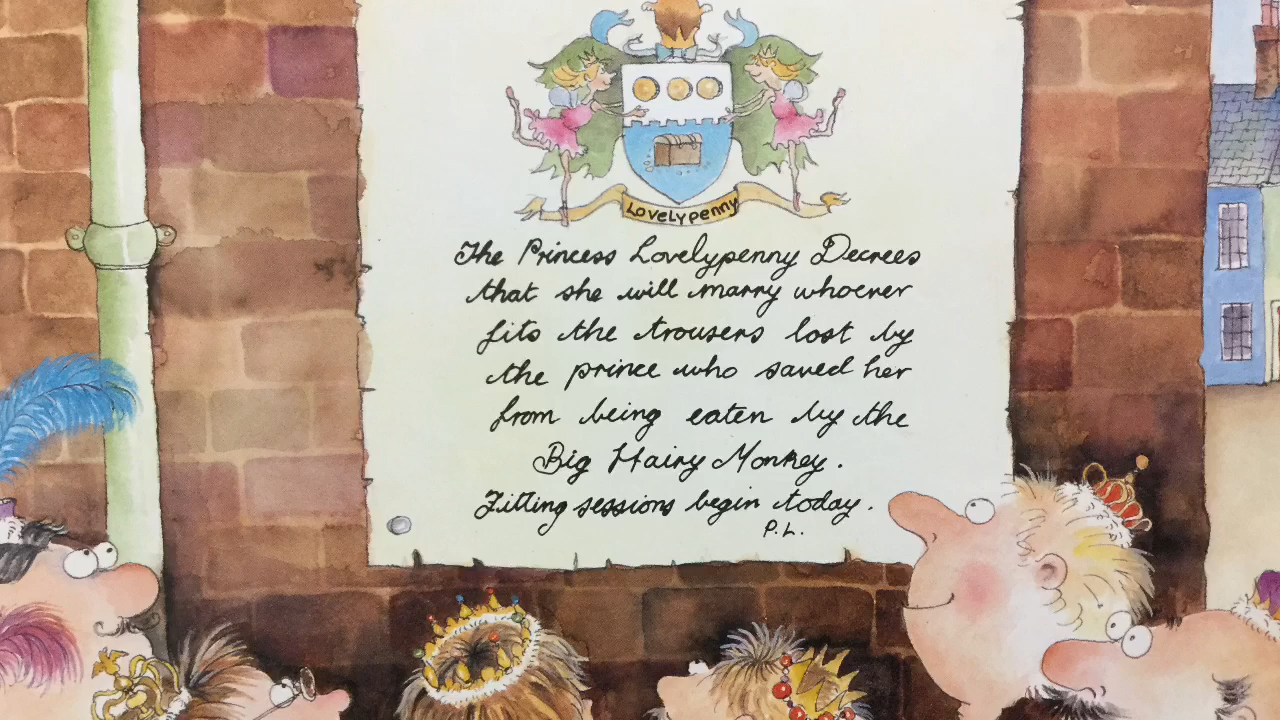 Lovelypenny
The Princess Lovelypenny Decrees
that she will marry whoever
fits the trousers lost by
the prince who saved her
from being eaten by the
Big Hairy Monkey.
Fitting sessions begin today.
P.L.